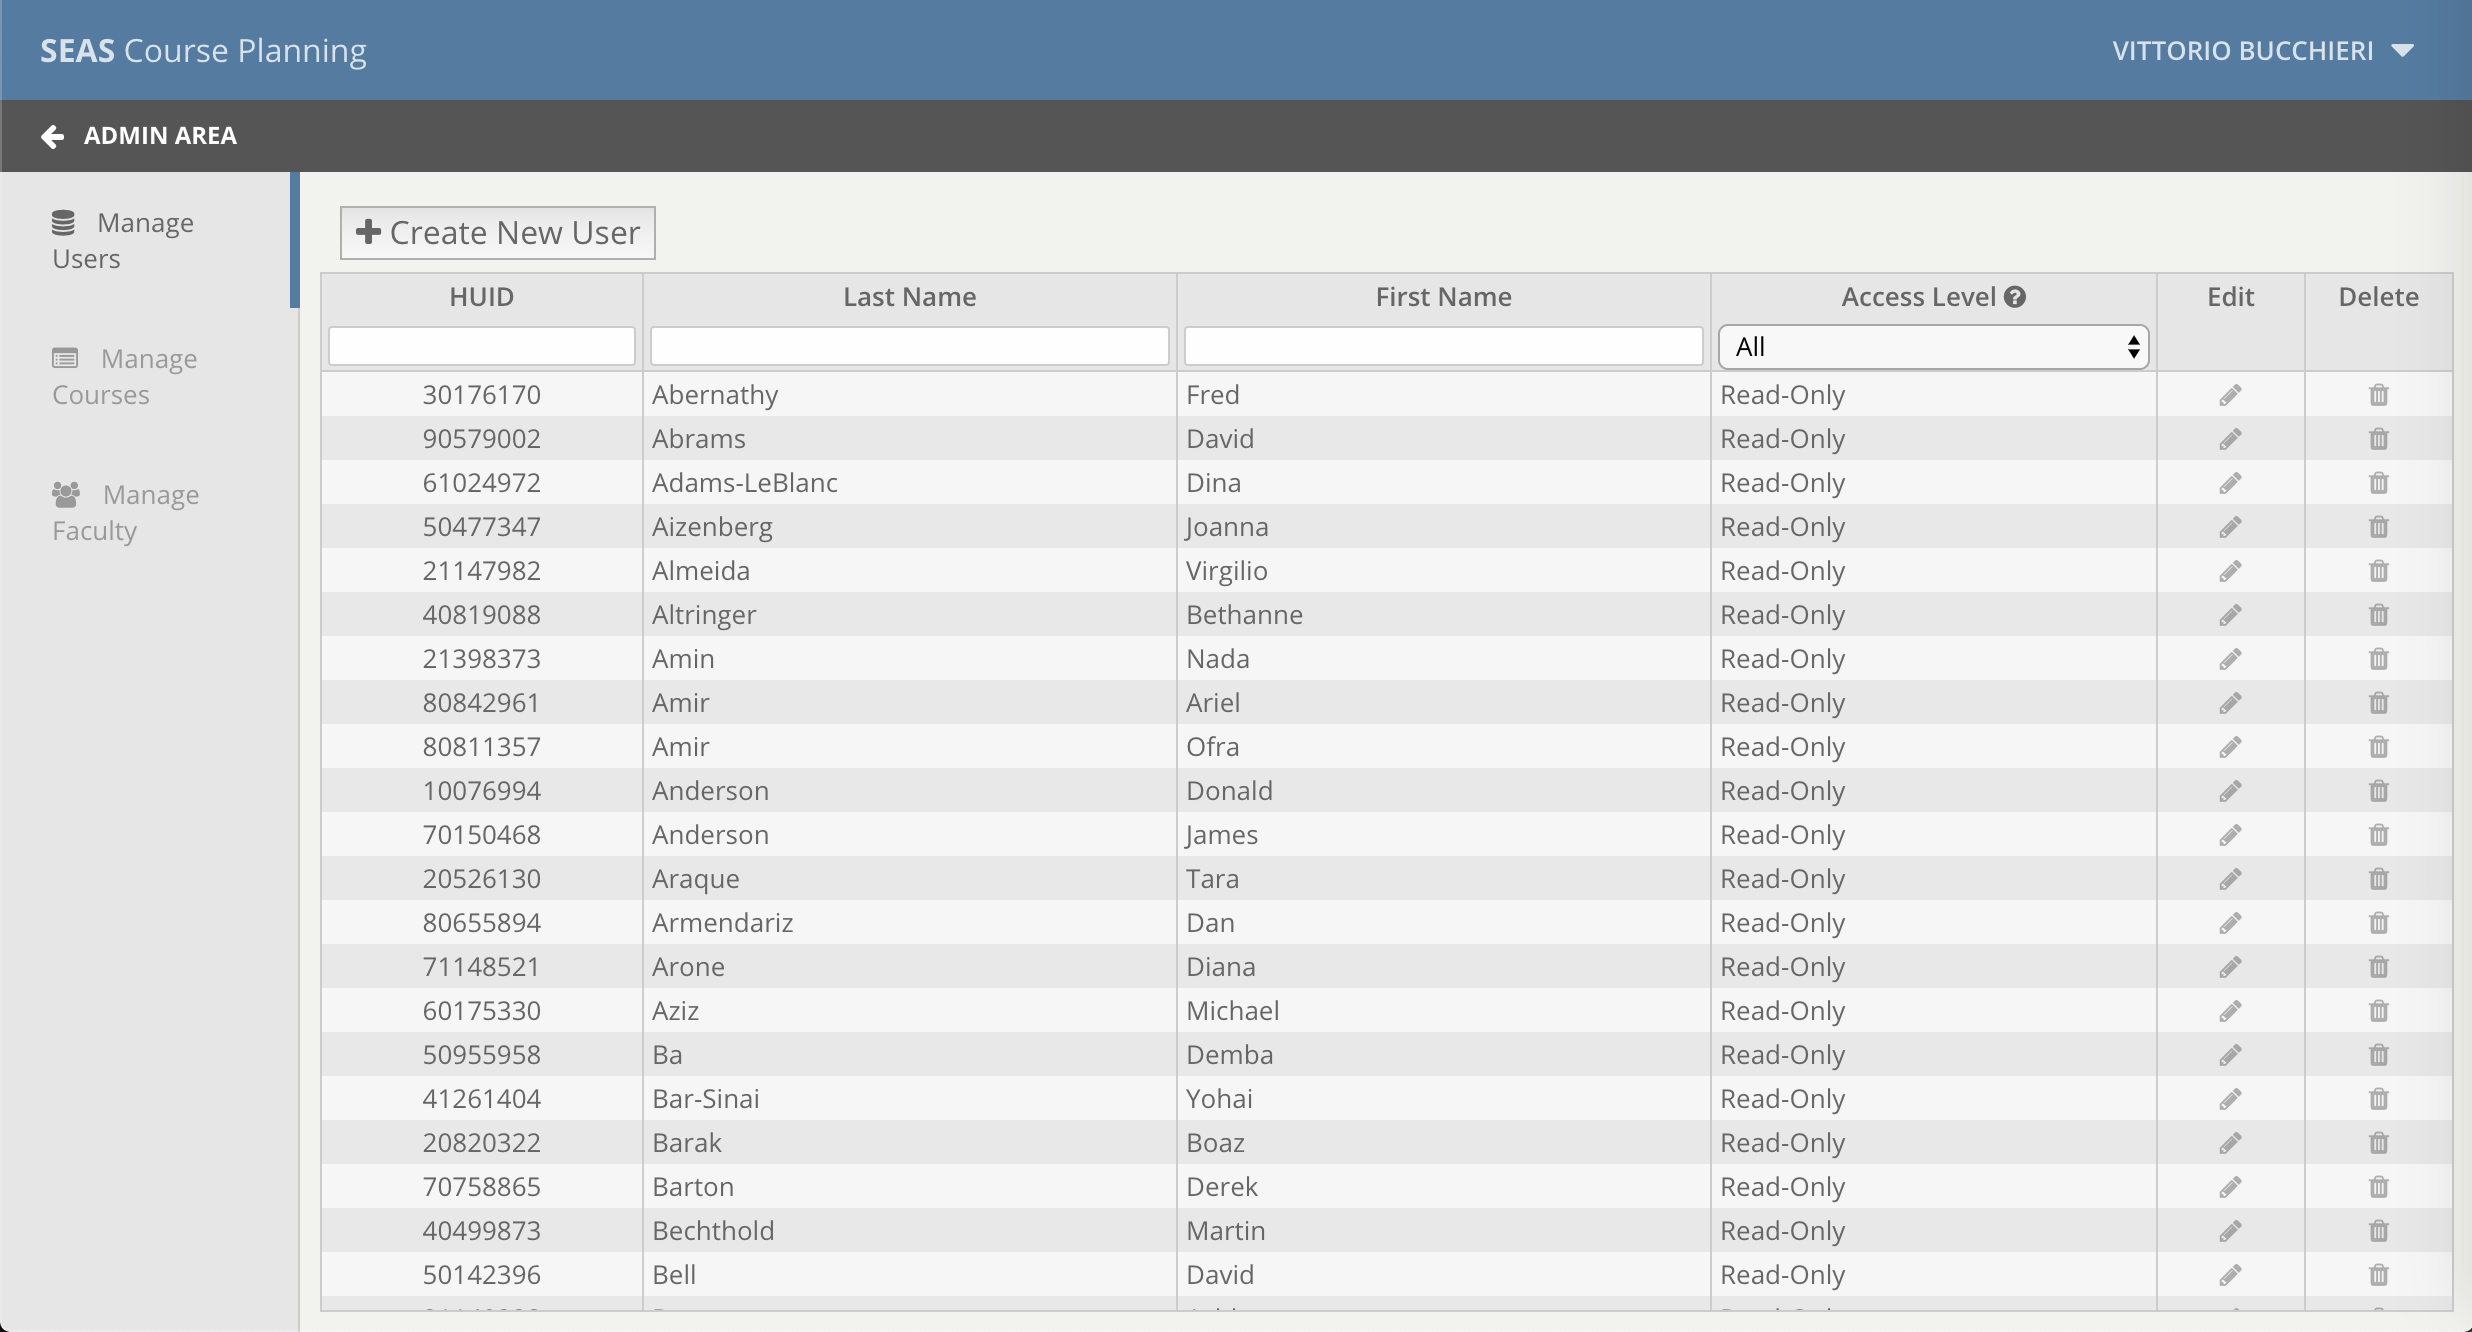 SEAS Course Planning
VITTORIO BUCCHIERI
ADMIN AREA
Manage
Users
Manage
Courses
Manage
Faculty
Create New User
HUID Last Name First Name Access Level Edit Delete
All
30176170 Abernathy Fred Read-Only
90579002 Abrams David Read-Only
61024972 Adams-LeBlanc Dina Read-Only
50477347 Aizenberg Joanna Read-Only
21147982 Almeida Virgilio Read-Only
40819088 Altringer Bethanne Read-Only
21398373 Amin Nada Read-Only
80842961 Amir Ariel Read-Only
80811357 Amir Ofra Read-Only
10076994 Anderson Donald Read-Only
70150468 Anderson James Read-Only
20526130 Araque Tara Read-Only
80655894 Armendariz Dan Read-Only
71148521 Arone Diana Read-Only
60175330 Aziz Michael Read-Only
50955958 Ba Demba Read-Only
41261404 Bar-Sinai Yohai Read-Only
20820322 Barak Boaz Read-Only
70758865 Barton Derek Read-Only
40499873 Bechthold Martin Read-Only
50142396 Bell David Read-Only